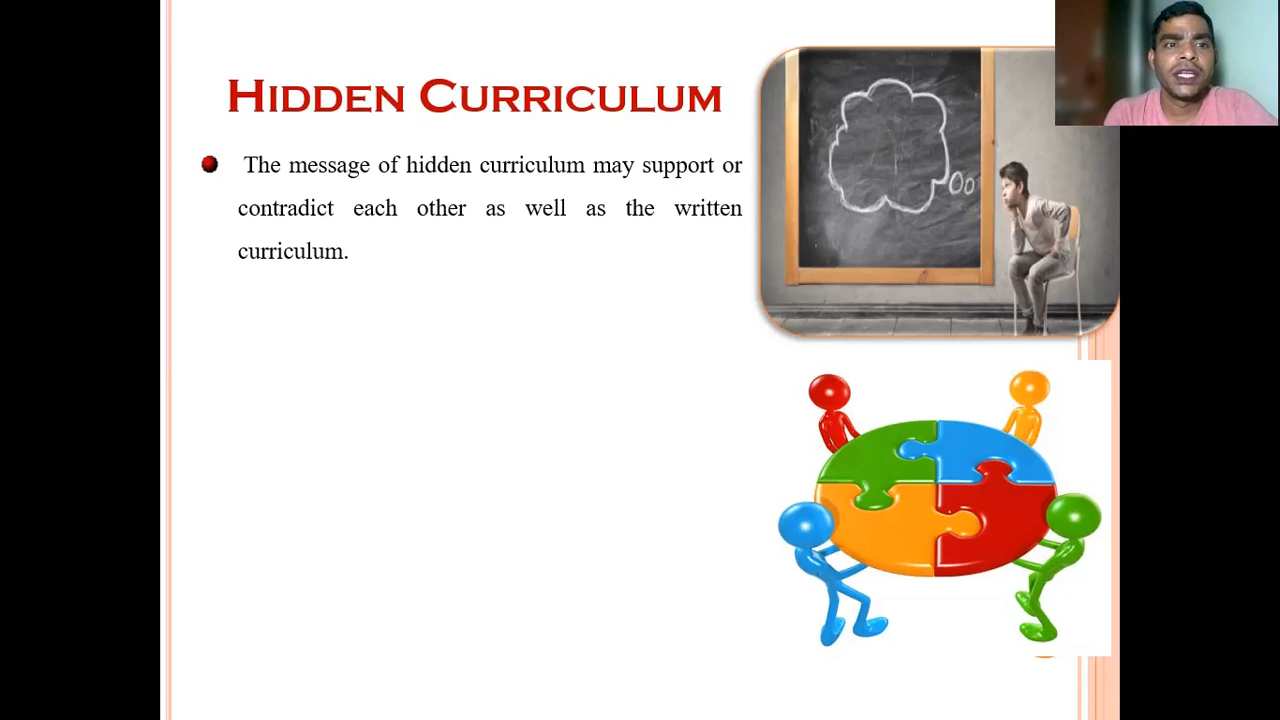 HIDDEN CURRICULUM
The message of hidden curriculum may support or
contradict each other as well as the written
curriculum.